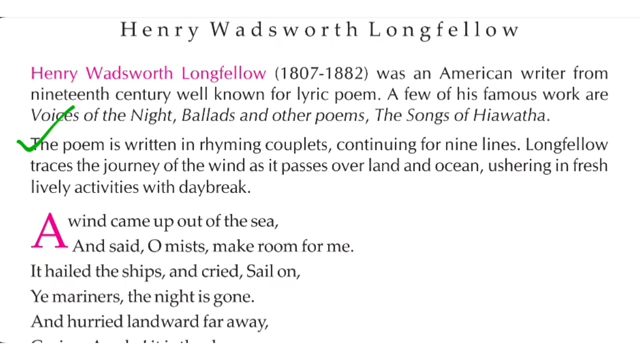 Henry Wadsworth Longfellow
Henry Wadsworth Longfellow (1807-1882) was an American writer from
nineteenth century well known for lyric poem. A few of his famous work are
Voices of the Night, Ballads and other poems, The Songs of Hiawatha.
The poem is written in rhyming couplets, continuing for nine lines. Longfellow
traces the journey of the wind as it passes over land and ocean, ushering in fresh
lively activities with daybreak.
A wind came up out of the sea,
And said, O mists, make room for me.
It hailed the ships, and cried, Sail on,
Ye mariners, the night is gone.
And hurried landward far away,